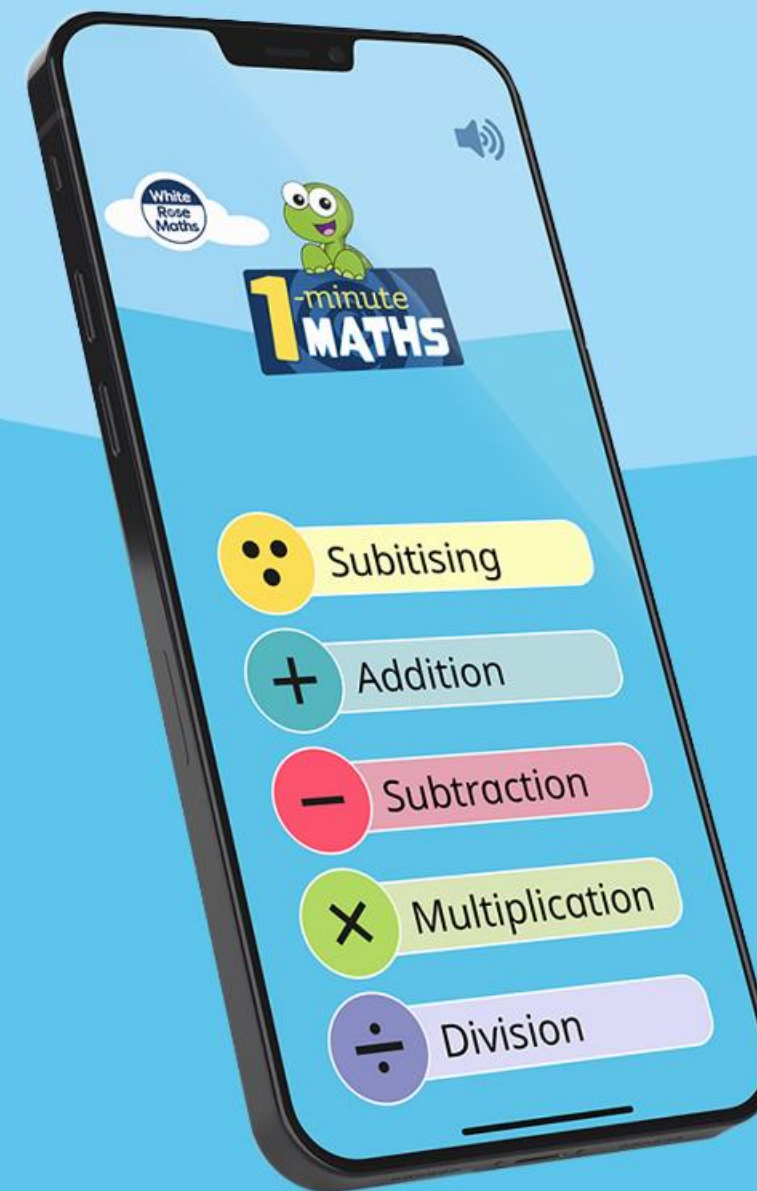 White
Rose
Maths
1-minute
MATHS
Subitising
+ Addition
− Subtraction
× Multiplication
÷ Division